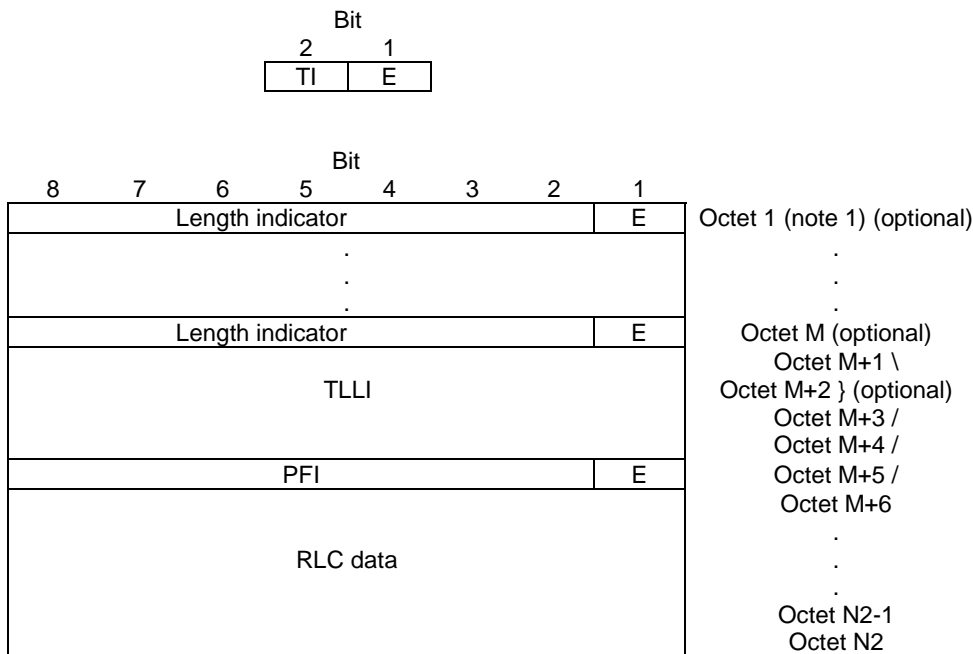 Bit
2 1
TI E
Bit
8 7 6 5 4 3 2 1
Length indicator E Octet 1 (note 1) (optional)
. .
. .
. .
Length indicator E Octet M (optional)
Octet M+1 \
TLLI Octet M+2 } (optional)
Octet M+3 /
Octet M+4 /
PFI E Octet M+5 /
Octet M+6
.
RLC data .
.
Octet N2-1
Octet N2